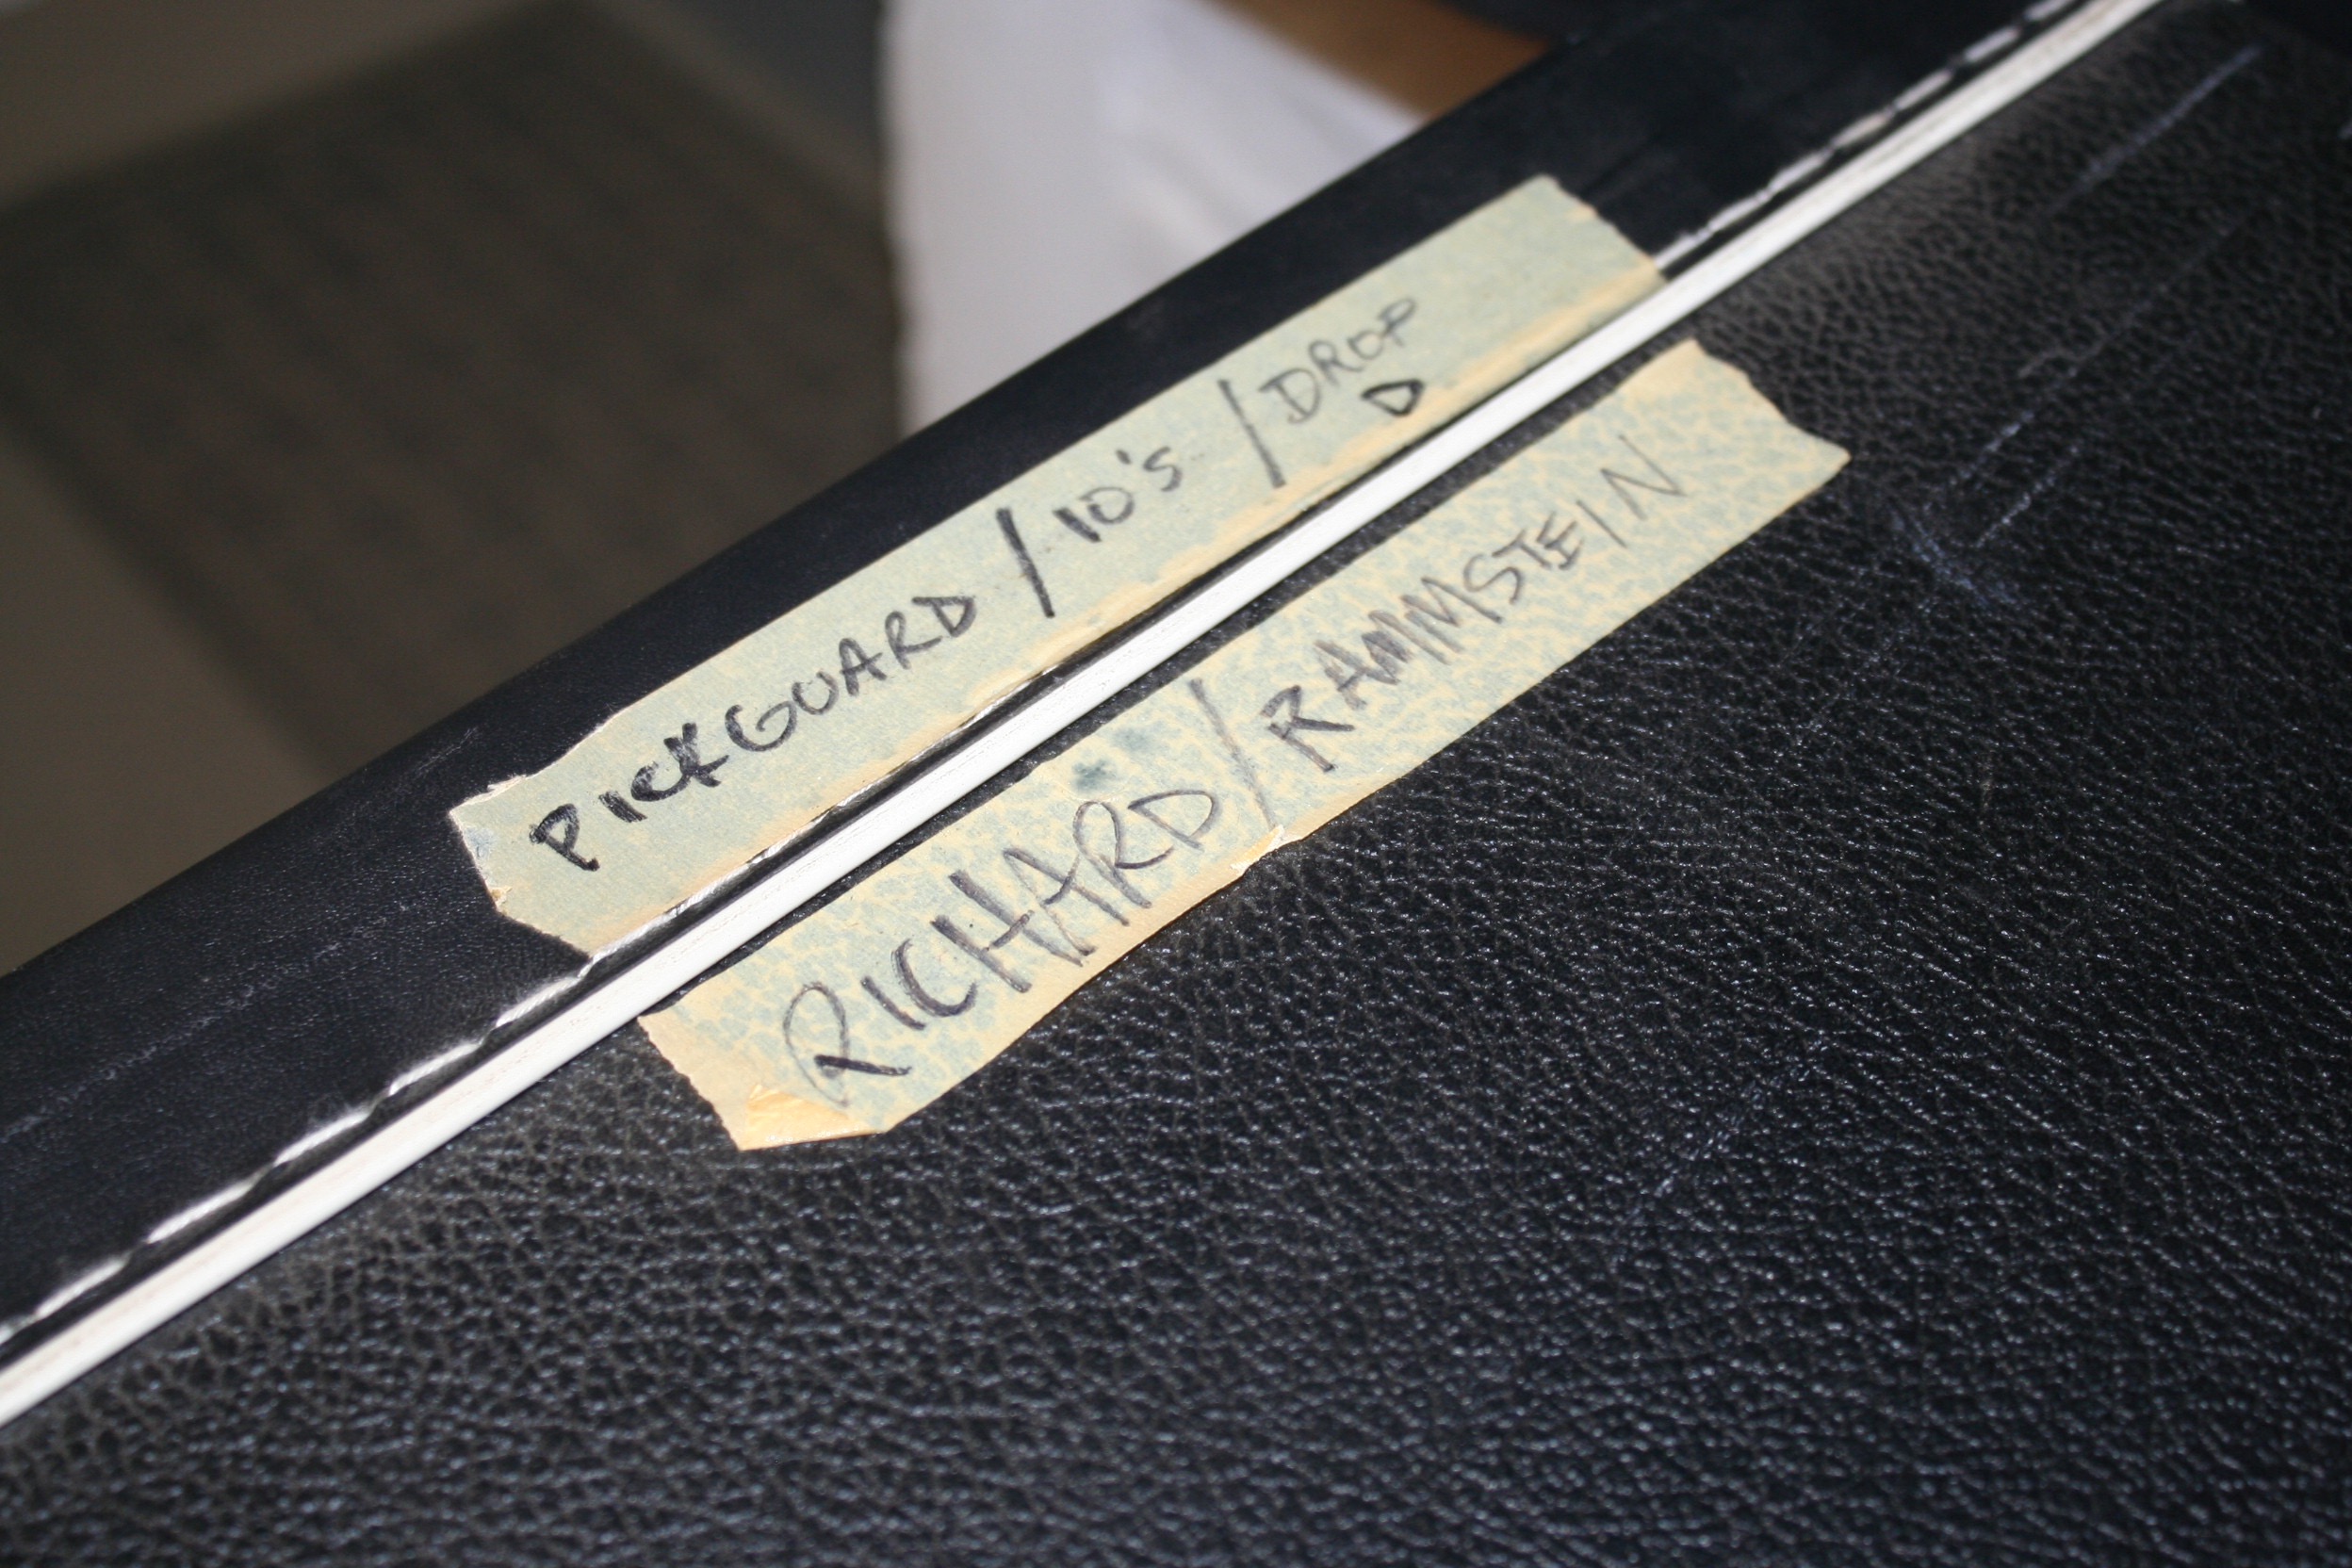 PICKGUARD / 10's / DROP
D
RICHARD / RAMMSTEIN